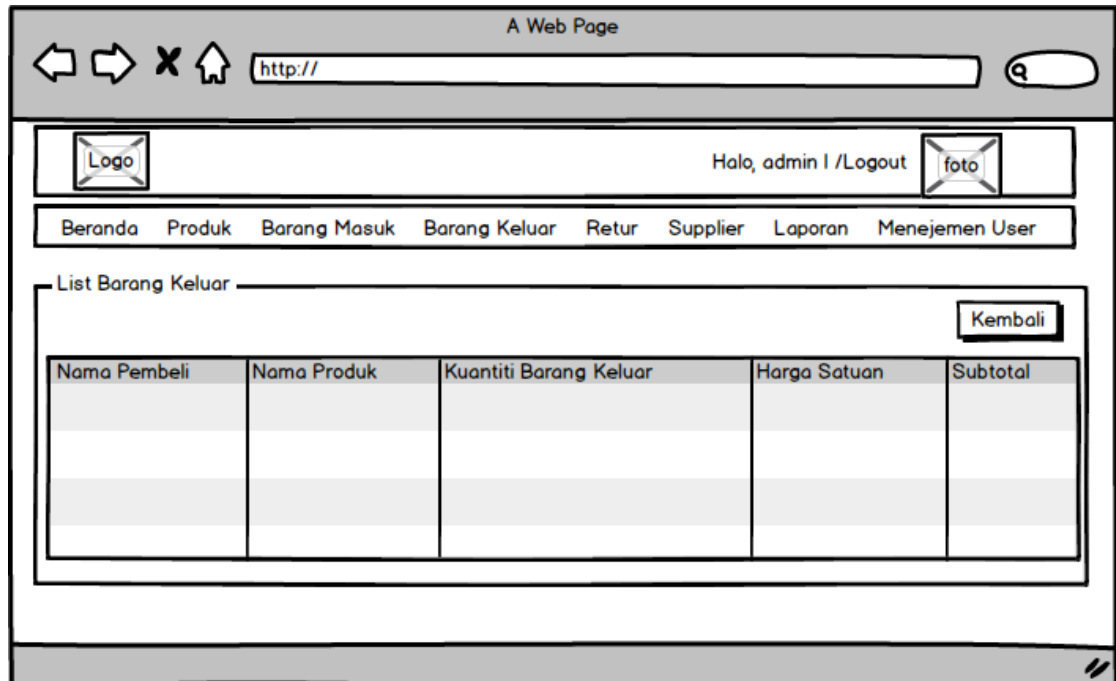 A Web Page
http://
Logo
Halo, admin | /Logout
foto
Beranda Produk Barang Masuk Barang Keluar Retur Supplier Laporan Menejemen User
List Barang Keluar
Kembali
Nama Pembeli Nama Produk Kuantiti Barang Keluar Harga Satuan Subtotal